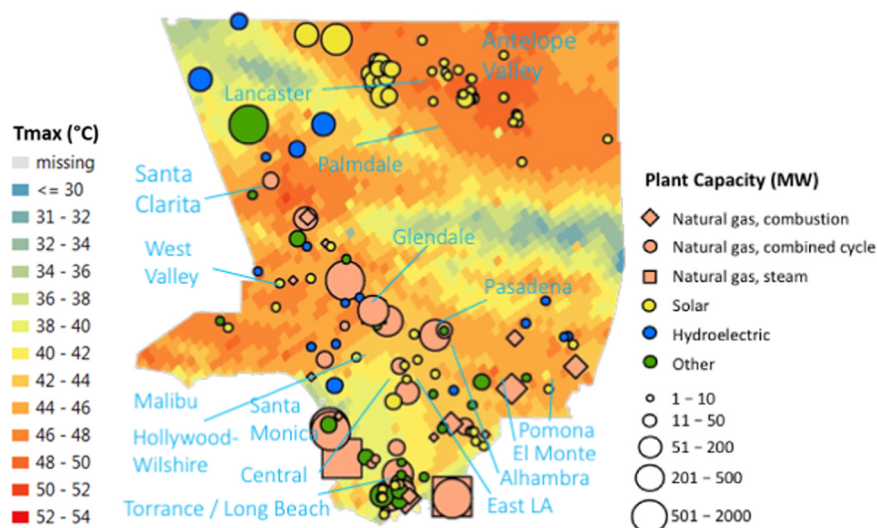 Antelope
Valley
Lancaster
Palmdale
Santa
Clarita
West
Valley
Glendale
Pasadena
Malibu
Santa
Monica
Hollywood-
Wilshire
Central
Torrance / Long Beach
Pomona
El Monte
Alhambra
East LA
Tmax (°C)
missing
<= 30
31 - 32
32 - 34
34 - 36
36 - 38
38 - 40
40 - 42
42 - 44
44 - 46
46 - 48
48 - 50
50 - 52
52 - 54
Plant Capacity (MW)
Natural gas, combustion
Natural gas, combined cycle
Natural gas, steam
Solar
Hydroelectric
Other
1 – 10
11 – 50
51 – 200
201 – 500
501 – 2000